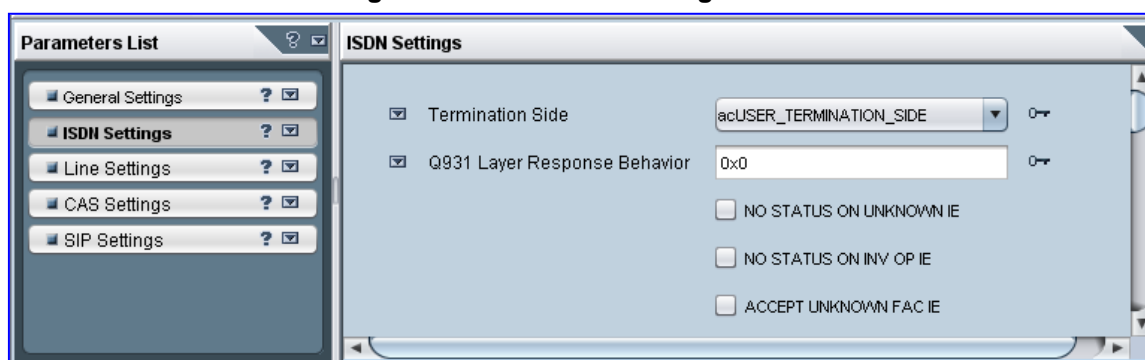 Parameters List
?
ISDN Settings
General Settings ?
ISDN Settings ?
Line Settings ?
CAS Settings ?
SIP Settings ?
Termination Side acUSER_TERMINATION_SIDE
Q931 Layer Response Behavior 0x0
NO STATUS ON UNKNOWN IE
NO STATUS ON INV OP IE
ACCEPT UNKNOWN FAC IE